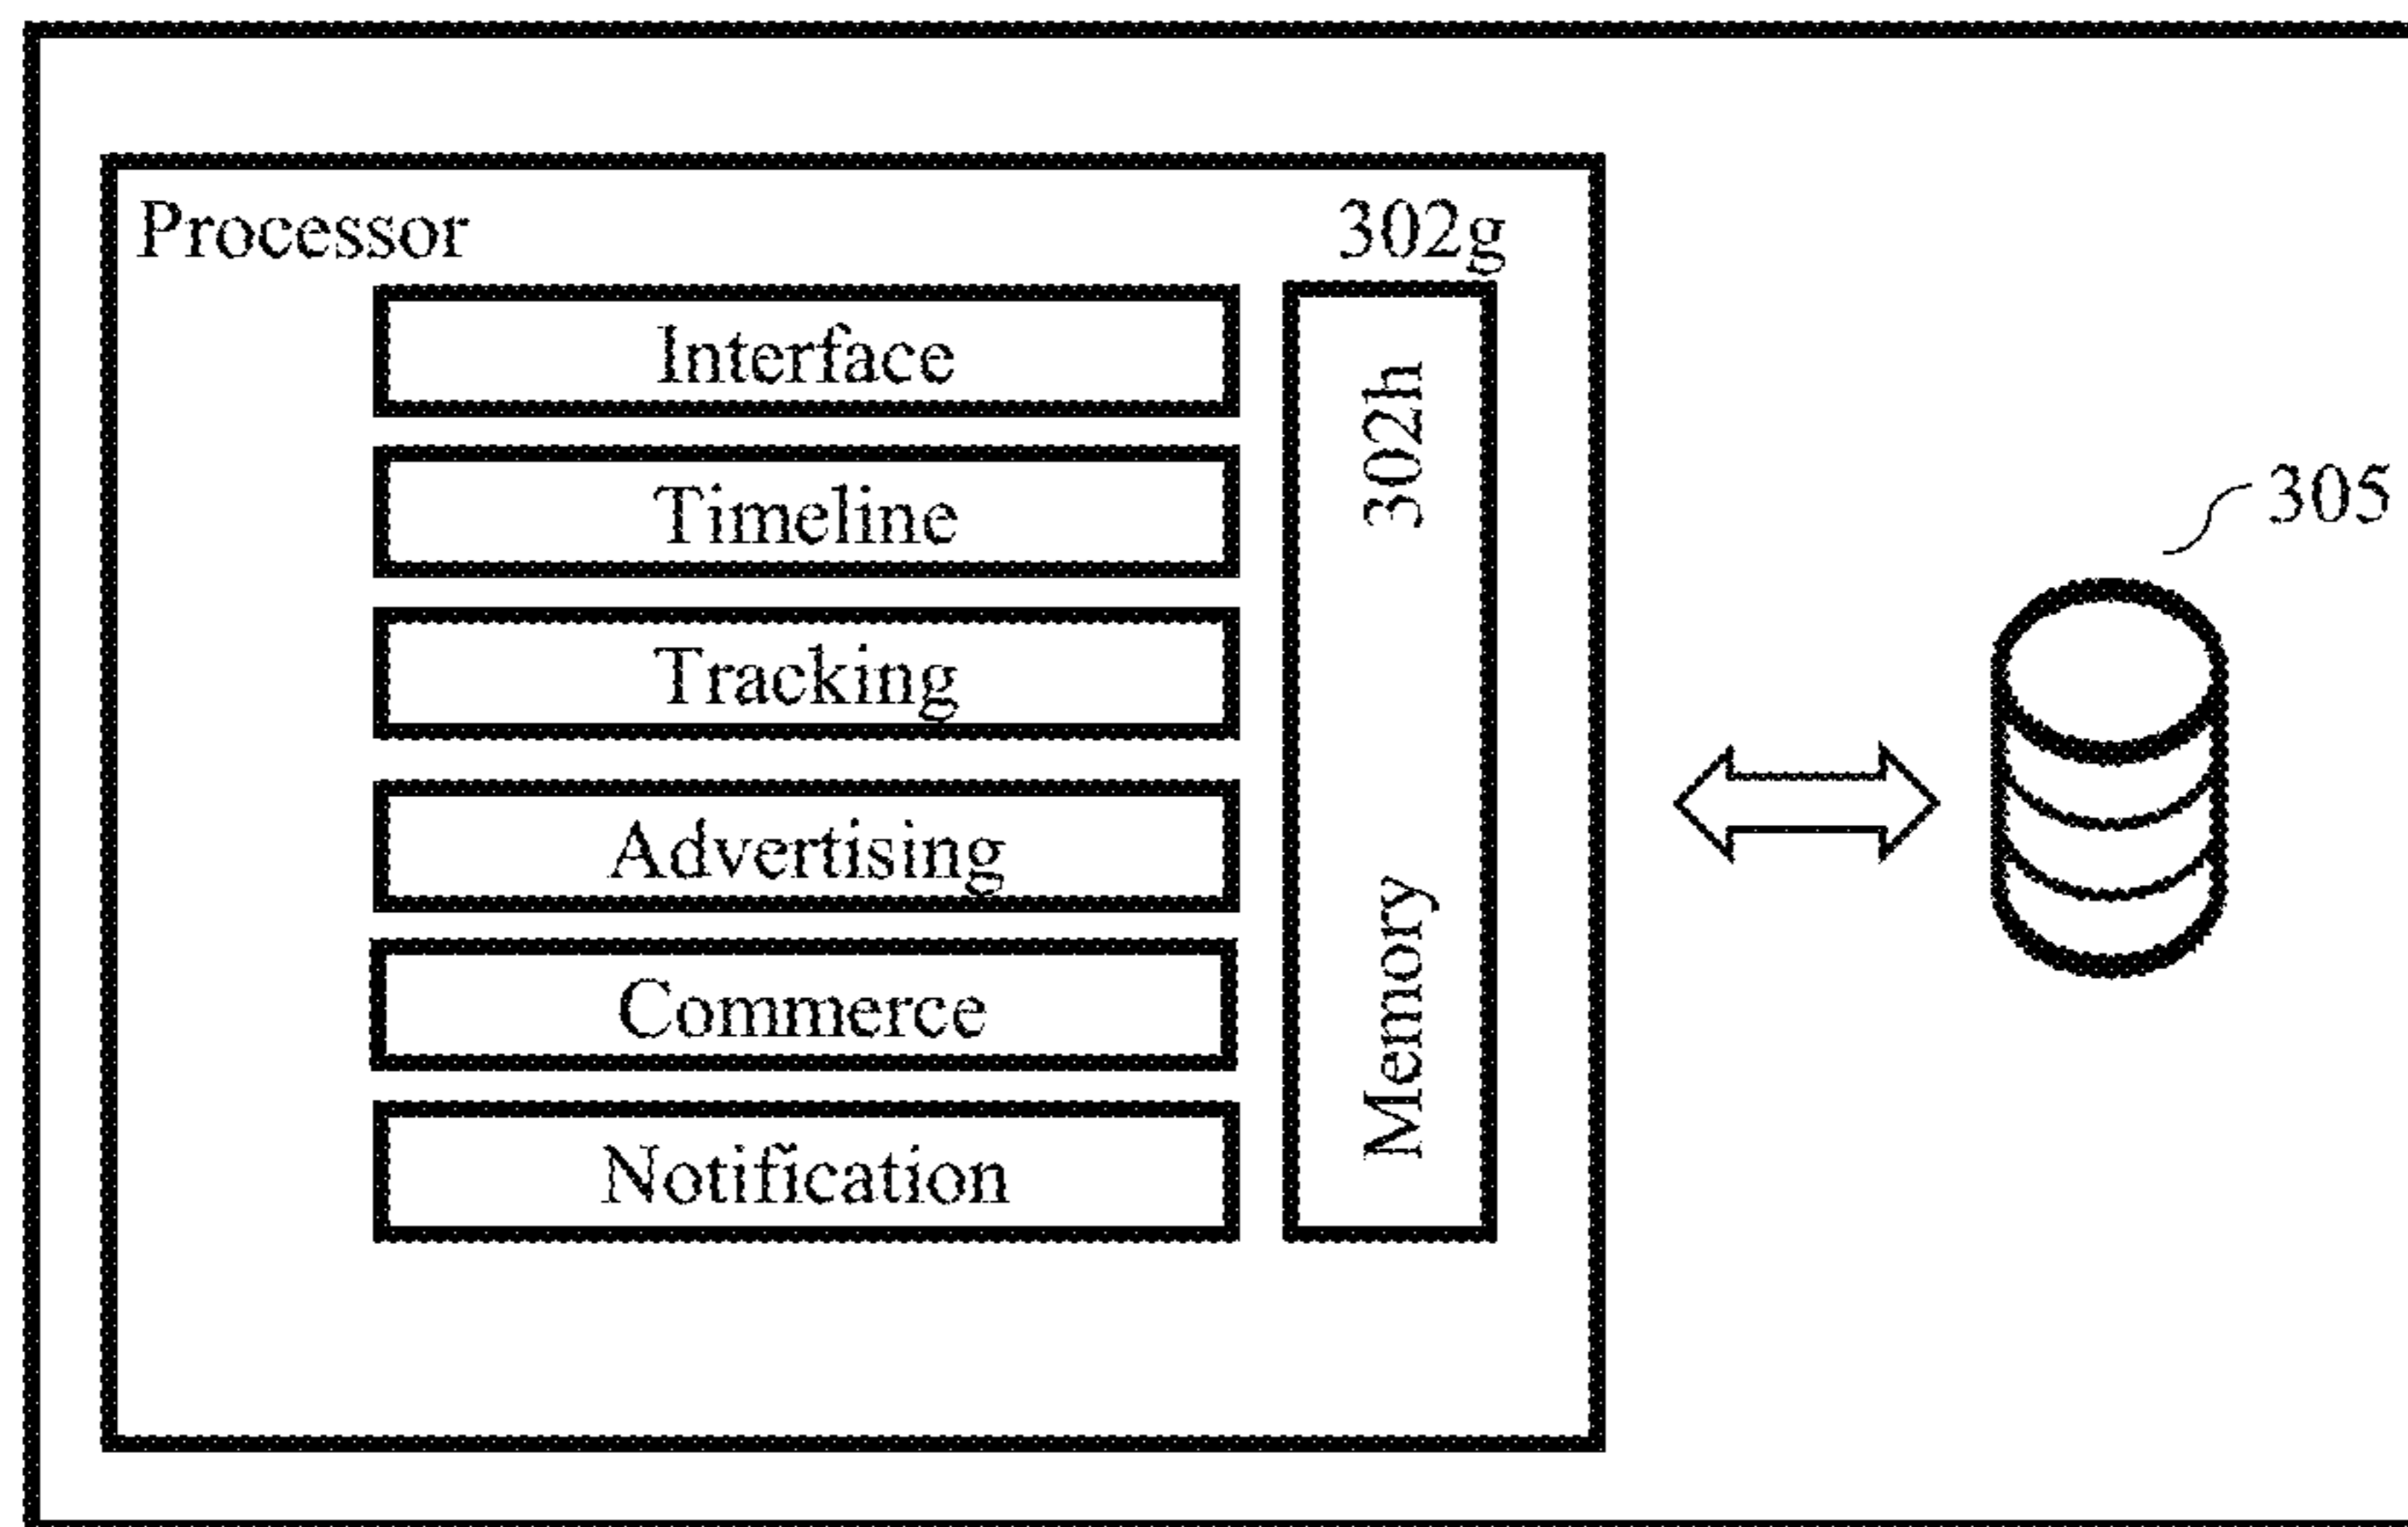 Processor 302g
Interface
Timeline
Tracking
Advertising
Commerce
Notification
Memory 302h
305